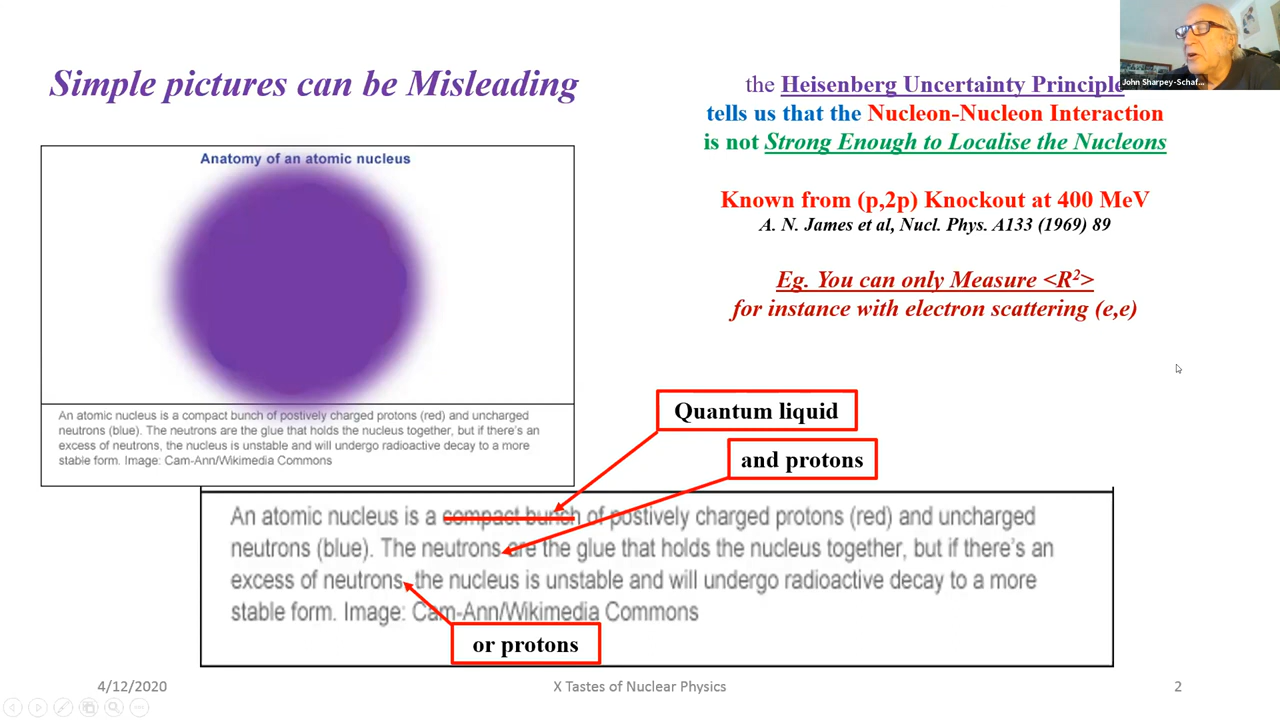 Simple pictures can be Misleading
John Sharpey-Schaf...
the Heisenberg Uncertainty Principle
tells us that the Nucleon-Nucleon Interaction
is not Strong Enough to Localise the Nucleons
Known from (p,2p) Knockout at 400 MeV
A. N. James et al, Nucl. Phys. A133 (1969) 89
Eg. You can only Measure <R²>
for instance with electron scattering (e,e)
Anatomy of an atomic nucleus
An atomic nucleus is a compact bunch of postively charged protons (red) and uncharged
neutrons (blue). The neutrons are the glue that holds the nucleus together, but if there's an
excess of neutrons, the nucleus is unstable and will undergo radioactive decay to a more
stable form. Image: Cam-Ann/Wikimedia Commons
Quantum liquid
and protons
An atomic nucleus is a compact bunch of postively charged protons (red) and uncharged
neutrons (blue). The neutrons are the glue that holds the nucleus together, but if there's an
excess of neutrons, the nucleus is unstable and will undergo radioactive decay to a more
stable form. Image: Cam-Ann/Wikimedia Commons
or protons
4/12/2020
X Tastes of Nuclear Physics
2